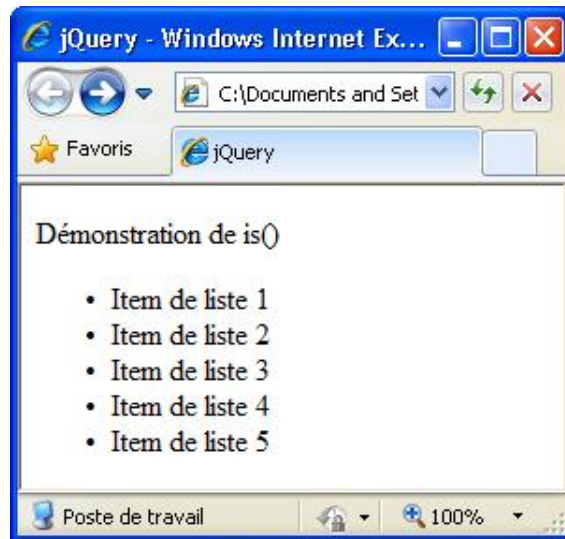 jQuery - Windows Internet Ex...
C:\Documents and Set
Favoris
jQuery
Démonstration de is()
• Item de liste 1
• Item de liste 2
• Item de liste 3
• Item de liste 4
• Item de liste 5
Poste de travail
100%